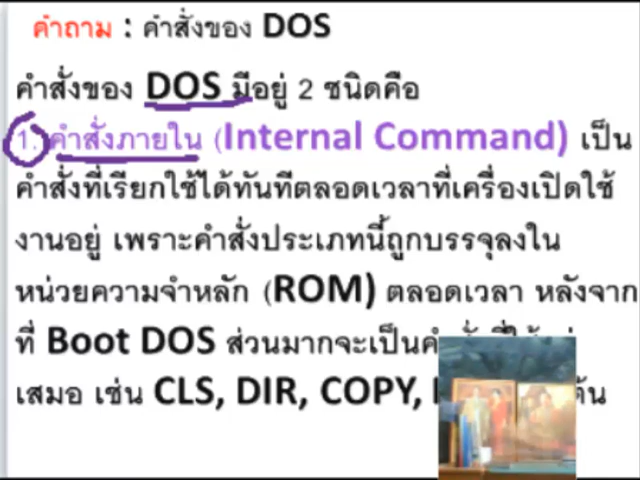 คำถาม : คำสั่งของ DOS
คำสั่งของ DOS มีอยู่ 2 ชนิดคือ
1. คำสั่งภายใน (Internal Command) เป็น
คำสั่งที่เรียกใช้ได้ทันทีตลอดเวลาที่เครื่องเปิดใช้
งานอยู่ เพราะคำสั่งประเภทนี้ถูกบรรจุลงใน
หน่วยความจำหลัก (ROM) ตลอดเวลา หลังจาก
ที่ Boot DOS ส่วนมากจะเป็น
เสมอ เช่น CLS, DIR, COPY,